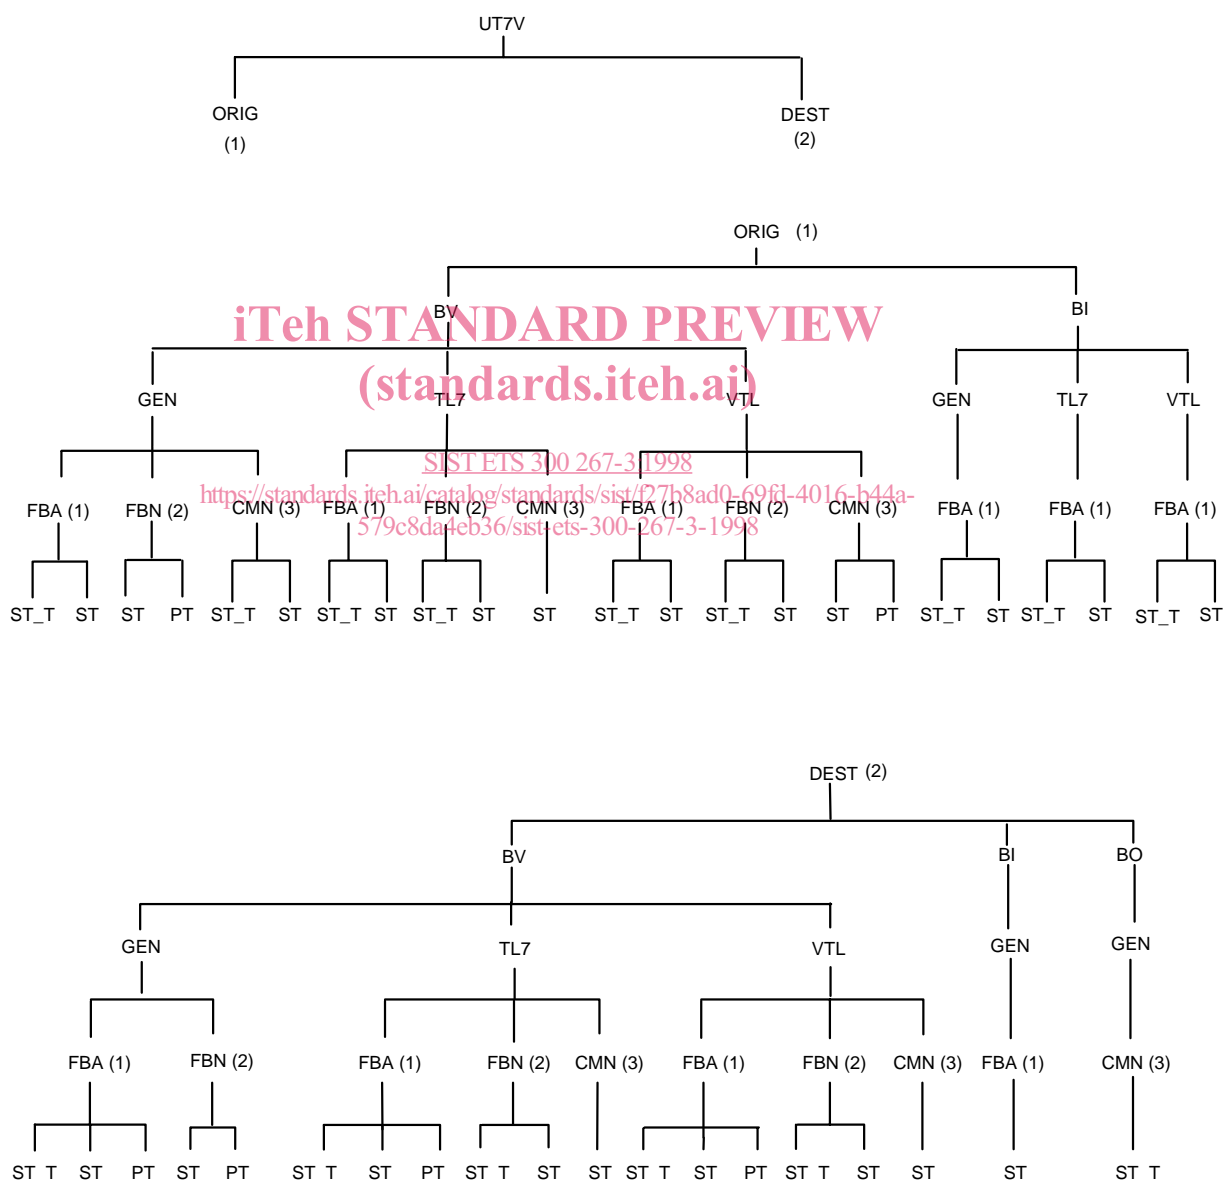 UT7V
ORIG DEST
(1) (2)
ORIG (1)
BV BI
iTeh STANDARD PREVIEW
(standards.iteh.ai)
GEN TL7 VTL GEN TL7 VTL
SIST ETS 300 267-3:1998
https://standards.iteh.ai/catalog/standards/sist/f27b8ad0-69fd-4016-b44a-
579c8da4eb36/sist-ets-300-267-3-1998
FBA (1) FBN (2) CMN (3) FBA (1) FBN (2) CMN (3) FBA (1) FBN (2) CMN (3) FBA (1) FBA (1) FBA (1)
ST_T ST ST PT ST_T ST ST_T ST ST_T ST ST ST_T ST ST_T ST ST PT ST_T ST ST_T ST ST_T ST
DEST (2)
BV BI BO
GEN TL7 VTL GEN GEN
FBA (1) FBN (2) FBA (1) FBN (2) CMN (3) FBA (1) FBN (2) CMN (3) FBA (1) CMN (3)
ST T ST PT ST PT ST T ST PT ST T ST ST ST T ST PT ST T ST ST ST ST T